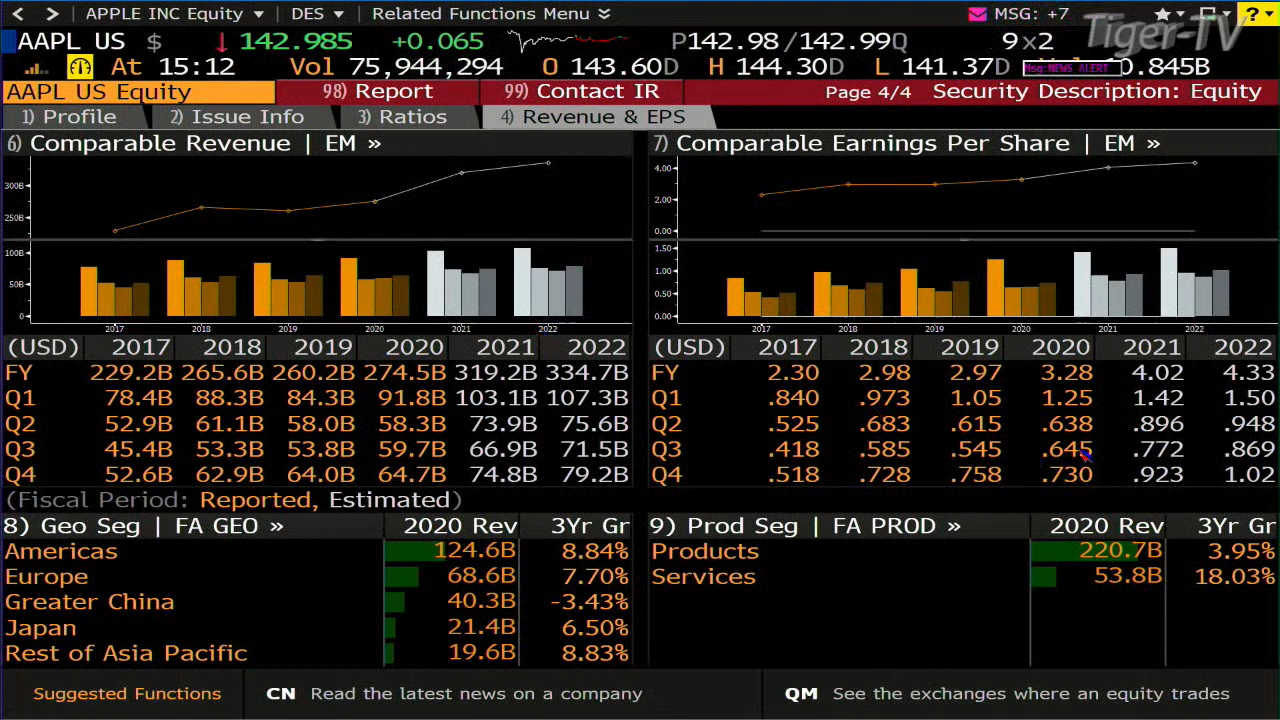 APPLE INC Equity DES Related Functions Menu MSG: +7 ?
Tiger-TV
AAPL US $ 142.985 +0.065 P142.98/142.99Q 9x2
At 15:12 Vol 75,944,294 O 143.60D H 144.30D L 141.37D 0.845B
Msg:NEWS ALERT
AAPL US Equity 98) Report 99) Contact IR Page 4/4 Security Description: Equity
1) Profile 2) Issue Info 3) Ratios 4) Revenue & EPS
6) Comparable Revenue | EM » 7) Comparable Earnings Per Share | EM »
4.00
300B
2.00
250B
0.00
100B 1.50
1.00
50B 0.50
0 0.00
2017 2018 2019 2020 2021 2022 2017 2018 2019 2020 2021 2022
(USD) 2017 2018 2019 2020 2021 2022 (USD) 2017 2018 2019 2020 2021 2022
FY 229.2B 265.6B 260.2B 274.5B 319.2B 334.7B FY 2.30 2.98 2.97 3.28 4.02 4.33
Q1 78.4B 88.3B 84.3B 91.8B 103.1B 107.3B Q1 .840 .973 1.05 1.25 1.42 1.50
Q2 52.9B 61.1B 58.0B 58.3B 73.9B 75.6B Q2 .525 .683 .615 .638 .896 .948
Q3 45.4B 53.3B 53.8B 59.7B 66.9B 71.5B Q3 .418 .585 .545 .645 .772 .869
Q4 52.6B 62.9B 64.0B 64.7B 74.8B 79.2B Q4 .518 .728 .758 .730 .923 1.02
(Fiscal Period: Reported, Estimated)
8) Geo Seg | FA GEO » 2020 Rev 3Yr Gr 9) Prod Seg | FA PROD » 2020 Rev 3Yr Gr
Americas 124.6B 8.84% Products 220.7B 3.95%
Europe 68.6B 7.70% Services 53.8B 18.03%
Greater China 40.3B -3.43%
Japan 21.4B 6.50%
Rest of Asia Pacific 19.6B 8.83%
Suggested Functions CN Read the latest news on a company QM See the exchanges where an equity trades